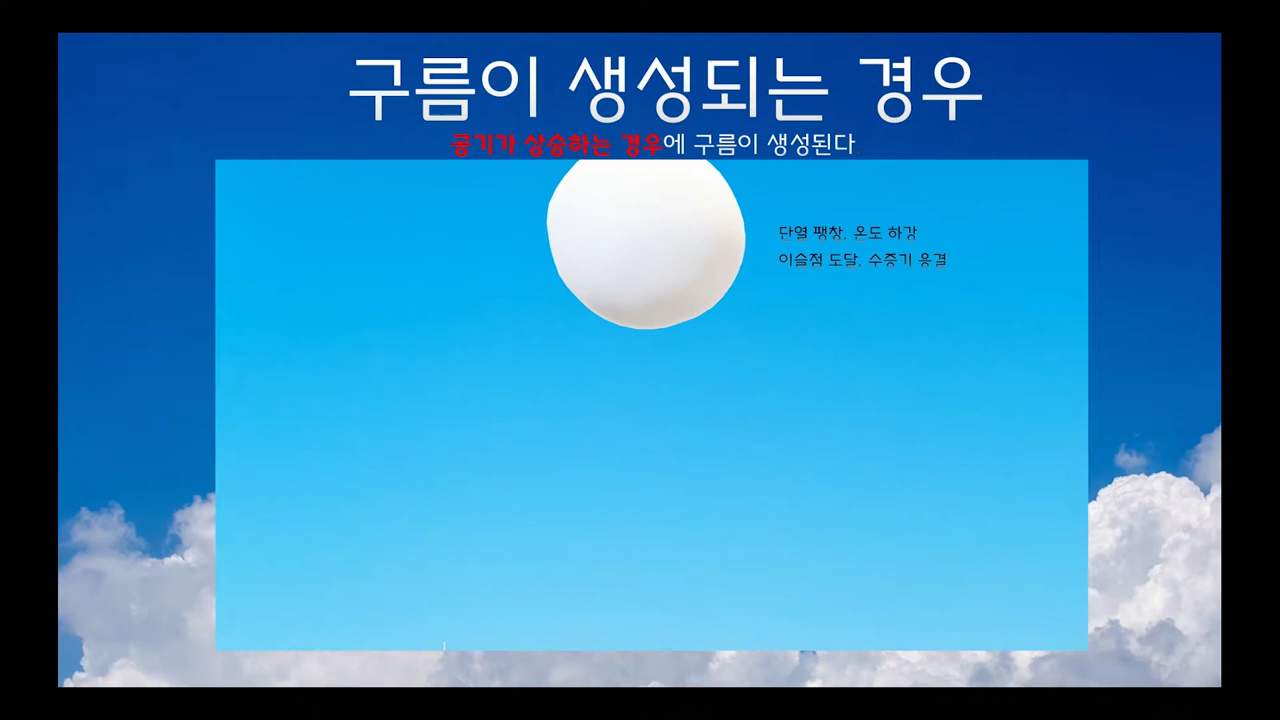 구름이 생성되는 경우
공기가 상승하는 경우에 구름이 생성된다.
단열 팽창, 온도 하강
이슬점 도달, 수증기 응결